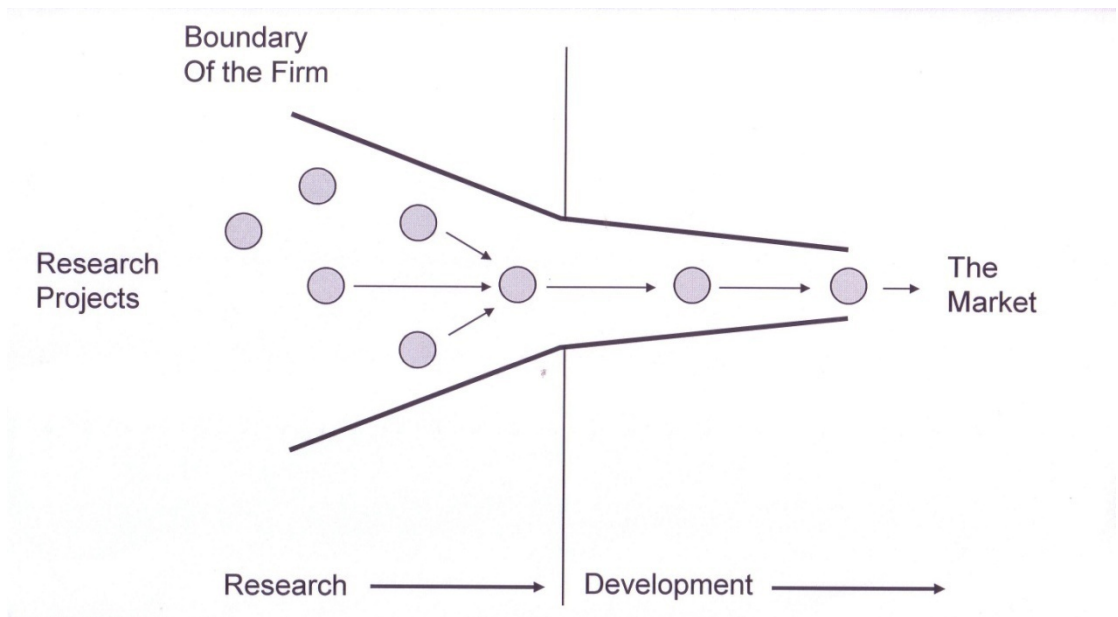 Boundary
Of the Firm
Research
Projects
The
Market
Research
Development